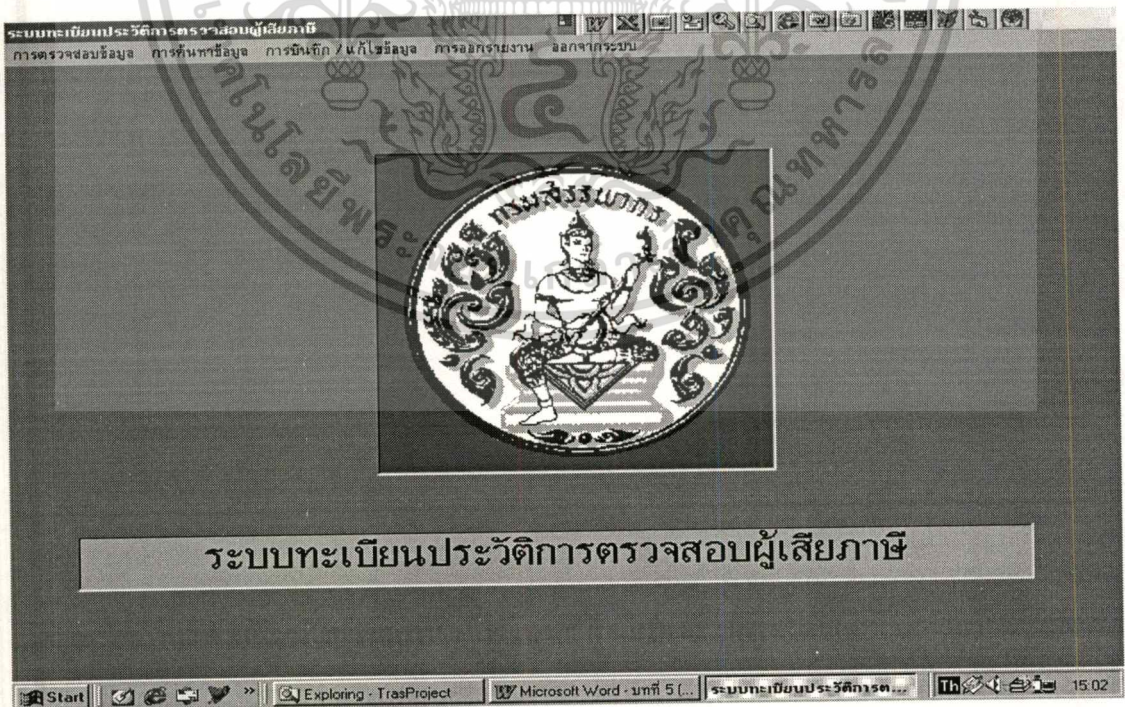 ระบบทะเบียนประวัติการตรวจสอบผู้เสียภาษี
การตรวจสอบข้อมูล การค้นหาข้อมูล การบันทึก / แก้ไขข้อมูล การออกรายงาน ออกจากระบบ
กรมสรรพากร
ระบบทะเบียนประวัติการตรวจสอบผู้เสียภาษี
Start Exploring - TrasProject Microsoft Word - บทที่ 5 (... ระบบทะเบียนประวัติการต... Th 15:02